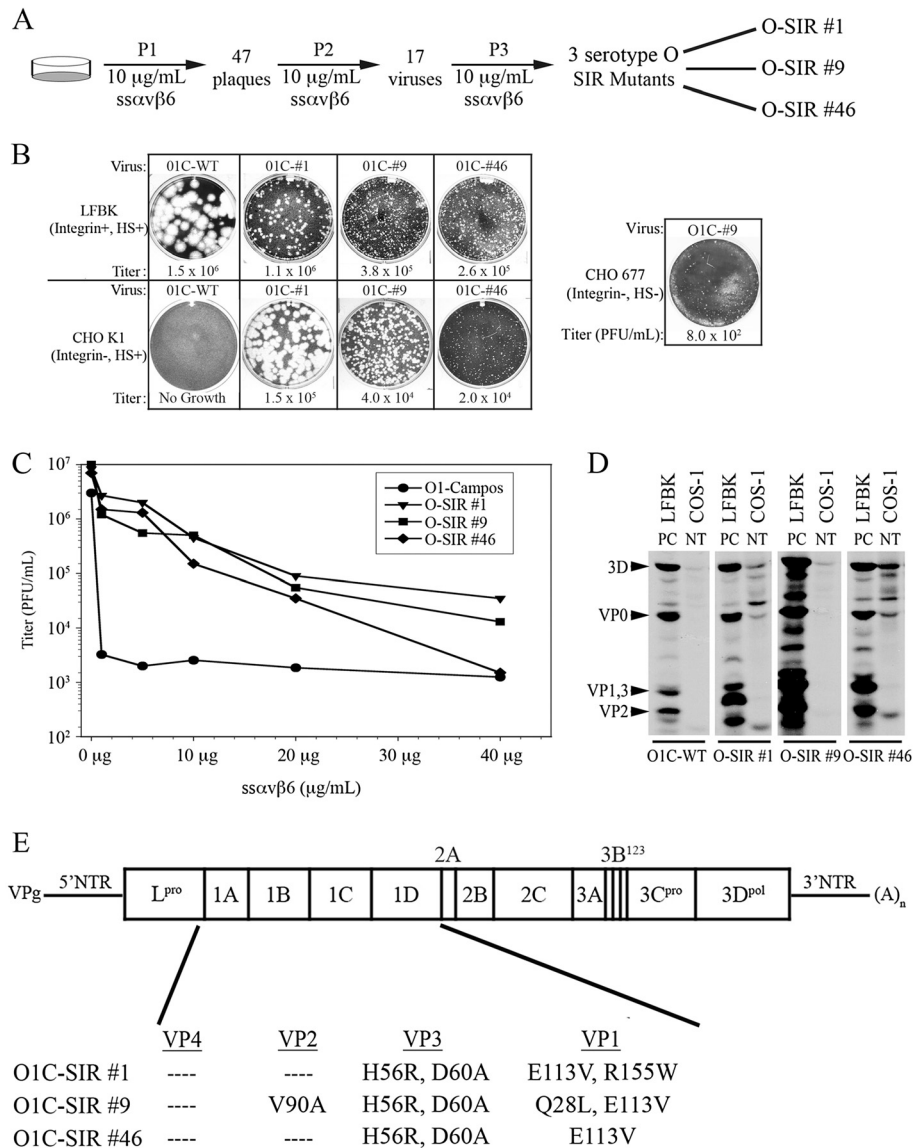 A
P1
10 µg/mL
ssαvβ6
47
plaques
P2
10 µg/mL
ssαvβ6
17
viruses
P3
10 µg/mL
ssαvβ6
3 serotype O
SIR Mutants
O-SIR #1
O-SIR #9
O-SIR #46
B
Virus: 01C-WT 01C-#1 01C-#9 01C-#46
LFBK
(Integrin+, HS+)
Titer: 1.5 x 10⁶ 1.1 x 10⁶ 3.8 x 10⁵ 2.6 x 10⁵
Virus: 01C-WT 01C-#1 01C-#9 01C-#46
CHO K1
(Integrin-, HS+)
Titer: No Growth 1.5 x 10⁵ 4.0 x 10⁴ 2.0 x 10⁴
Virus: O1C-#9
CHO 677
(Integrin-, HS-)
Titer (PFU/mL): 8.0 x 10²
C
Titer (PFU/mL)
10⁷
10⁶
10⁵
10⁴
10³
10²
0 µg 10 µg 20 µg 30 µg 40 µg
ssαvβ6 (µg/mL)
O1-Campos
O-SIR #1
O-SIR #9
O-SIR #46
D
LFBK COS-1 LFBK COS-1 LFBK COS-1 LFBK COS-1
PC NT PC NT PC NT PC NT
3D
VP0
VP1,3
VP2
O1C-WT O-SIR #1 O-SIR #9 O-SIR #46
E
2A 3B¹²³
VPg 5'NTR Lᵖʳᵒ 1A 1B 1C 1D 2B 2C 3A 3Cᵖʳᵒ 3Dᵖᵒˡ 3'NTR (A)ₙ
VP4 VP2 VP3 VP1
O1C-SIR #1 ---- ---- H56R, D60A E113V, R155W
O1C-SIR #9 ---- V90A H56R, D60A Q28L, E113V
O1C-SIR #46 ---- ---- H56R, D60A E113V